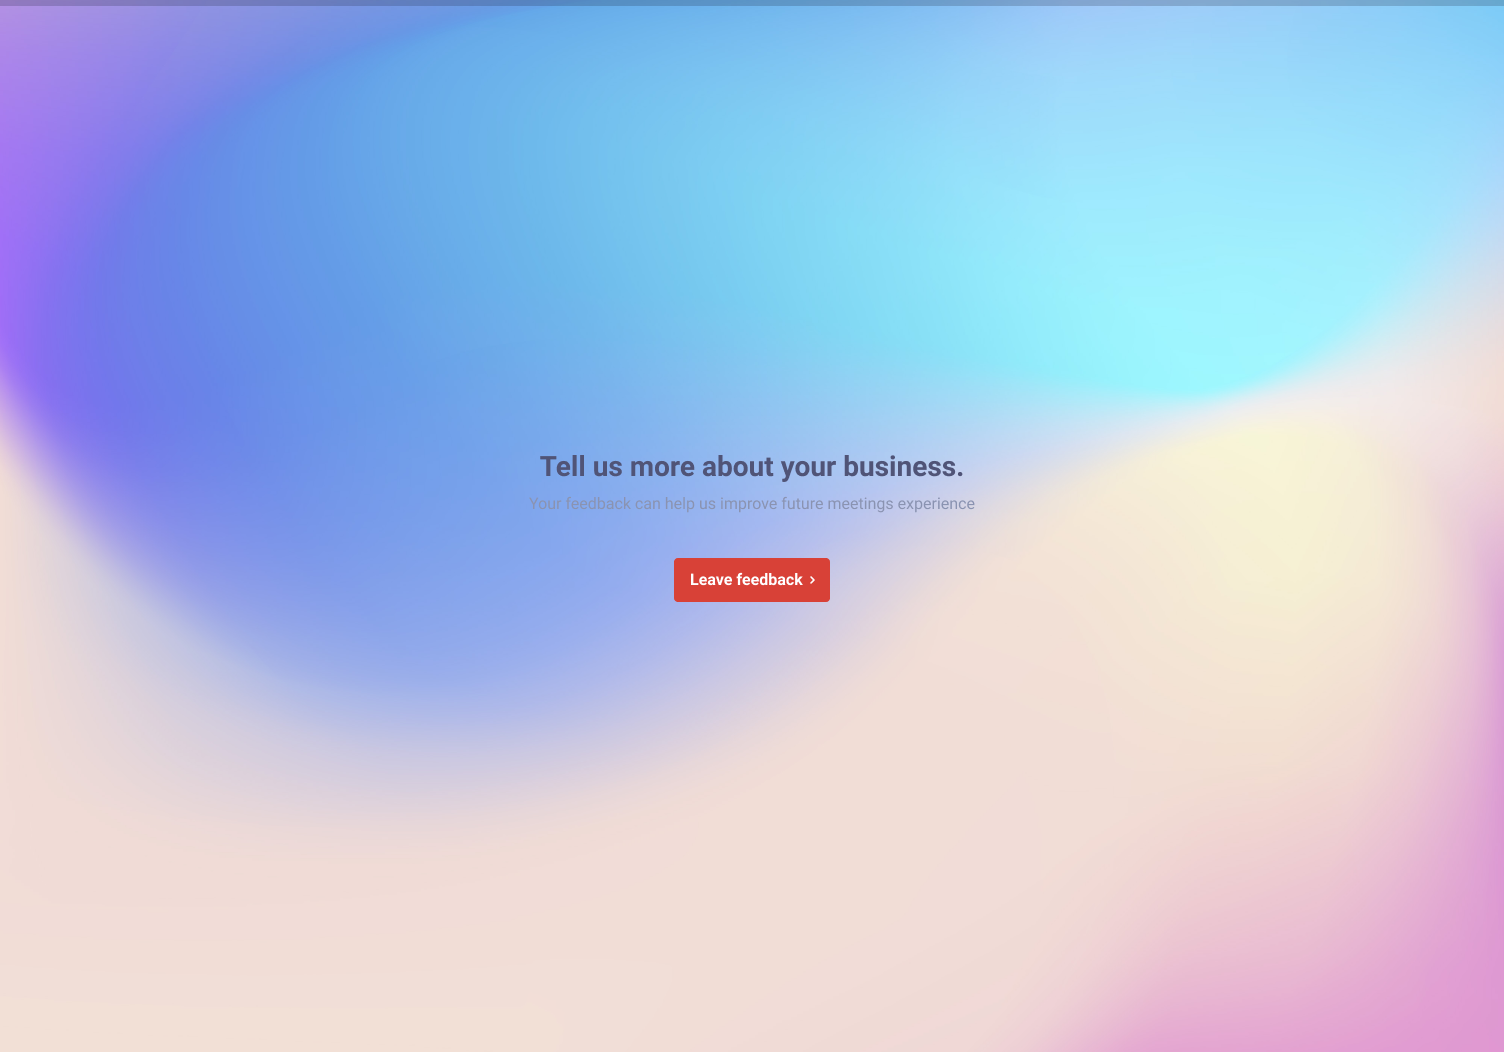 Tell us more about your business.
Your feedback can help us improve future meetings experience
Leave feedback ›